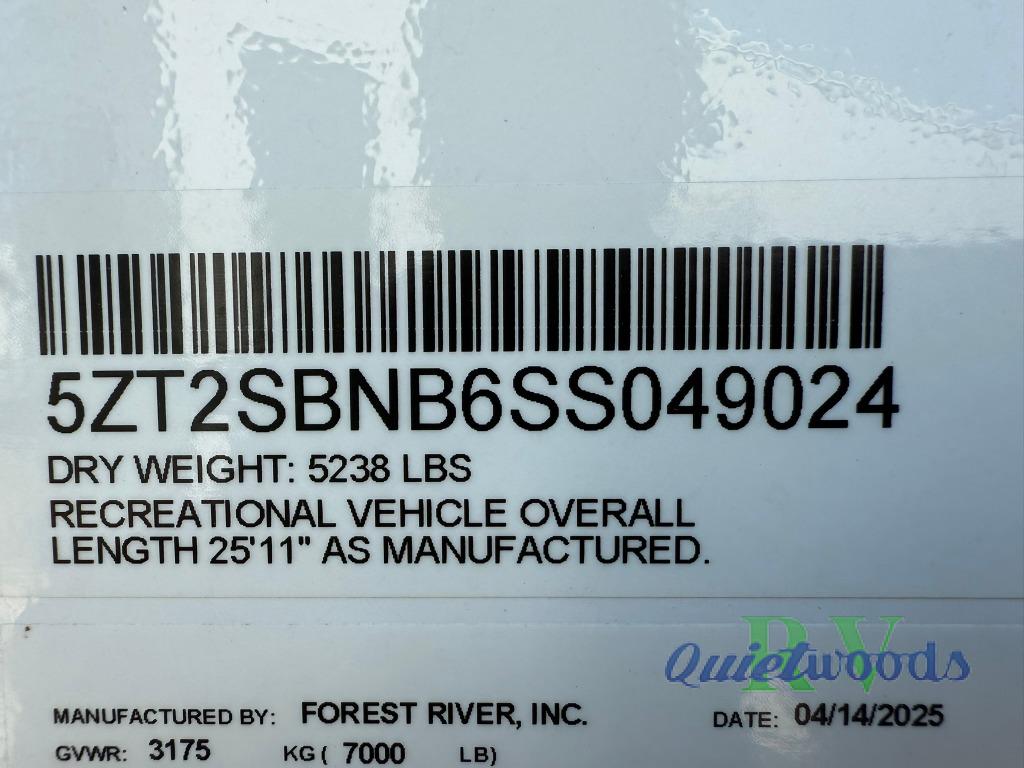 5ZT2SBNB6SS049024
DRY WEIGHT: 5238 LBS
RECREATIONAL VEHICLE OVERALL
LENGTH 25'11" AS MANUFACTURED.
RV
Quietwoods
MANUFACTURED BY: FOREST RIVER, INC. DATE: 04/14/2025
GVWR: 3175 KG ( 7000 LB)